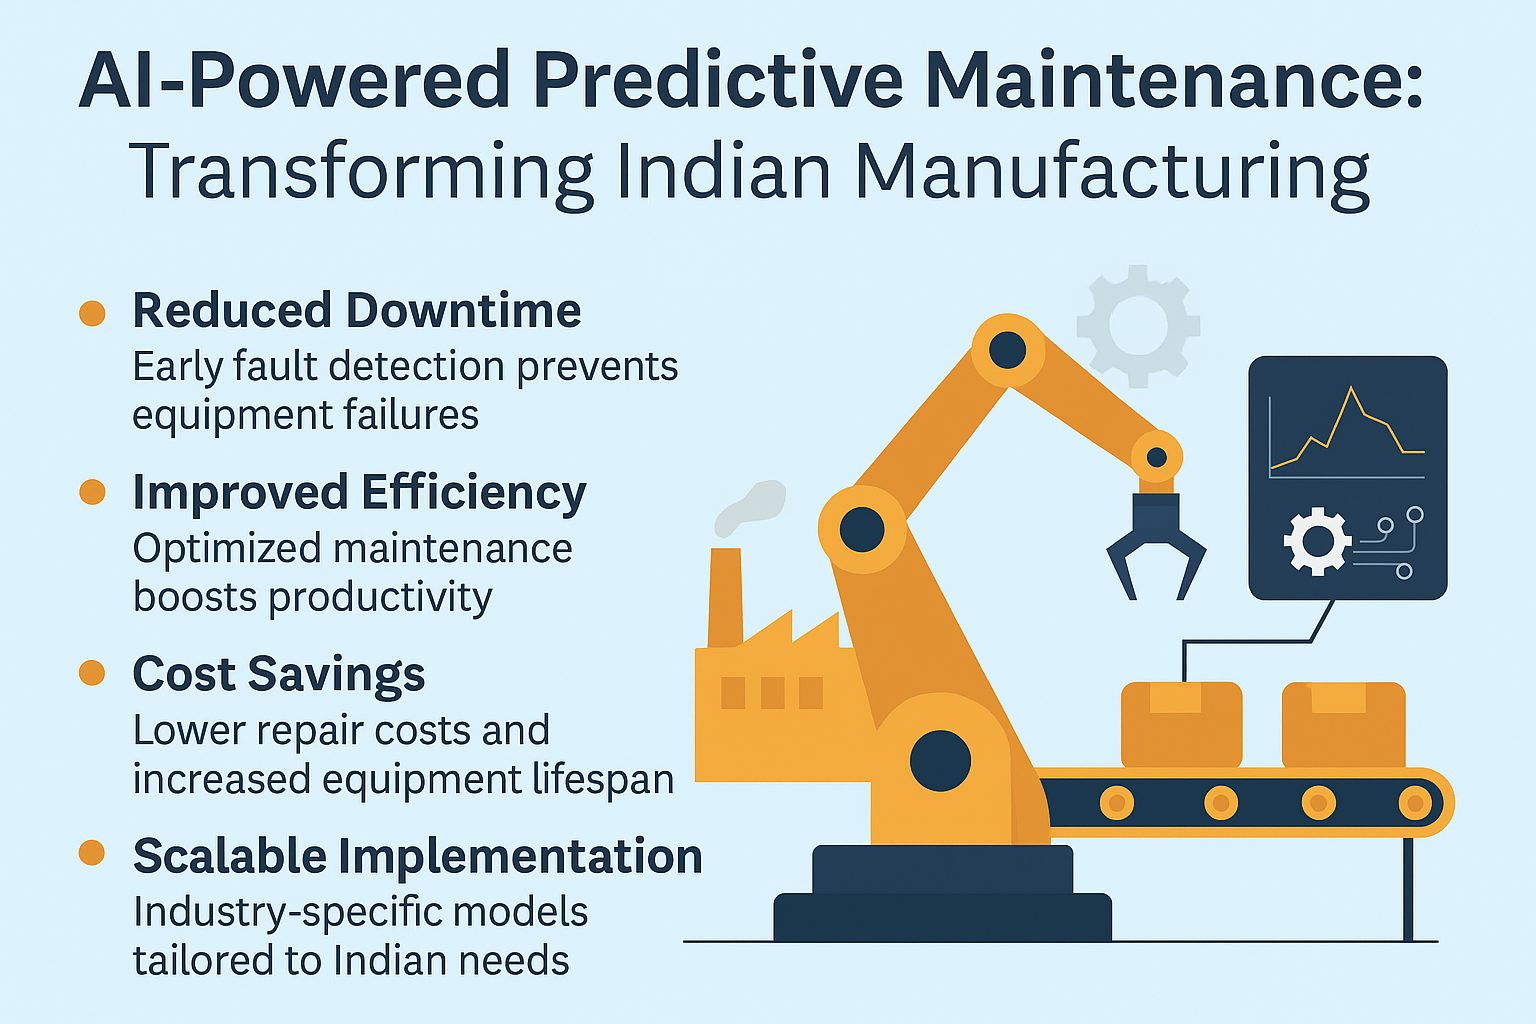 AI-Powered Predictive Maintenance:
Transforming Indian Manufacturing
Reduced Downtime
Early fault detection prevents
equipment failures
Improved Efficiency
Optimized maintenance
boosts productivity
Cost Savings
Lower repair costs and
increased equipment lifespan
Scalable Implementation
Industry-specific models
tailored to Indian needs